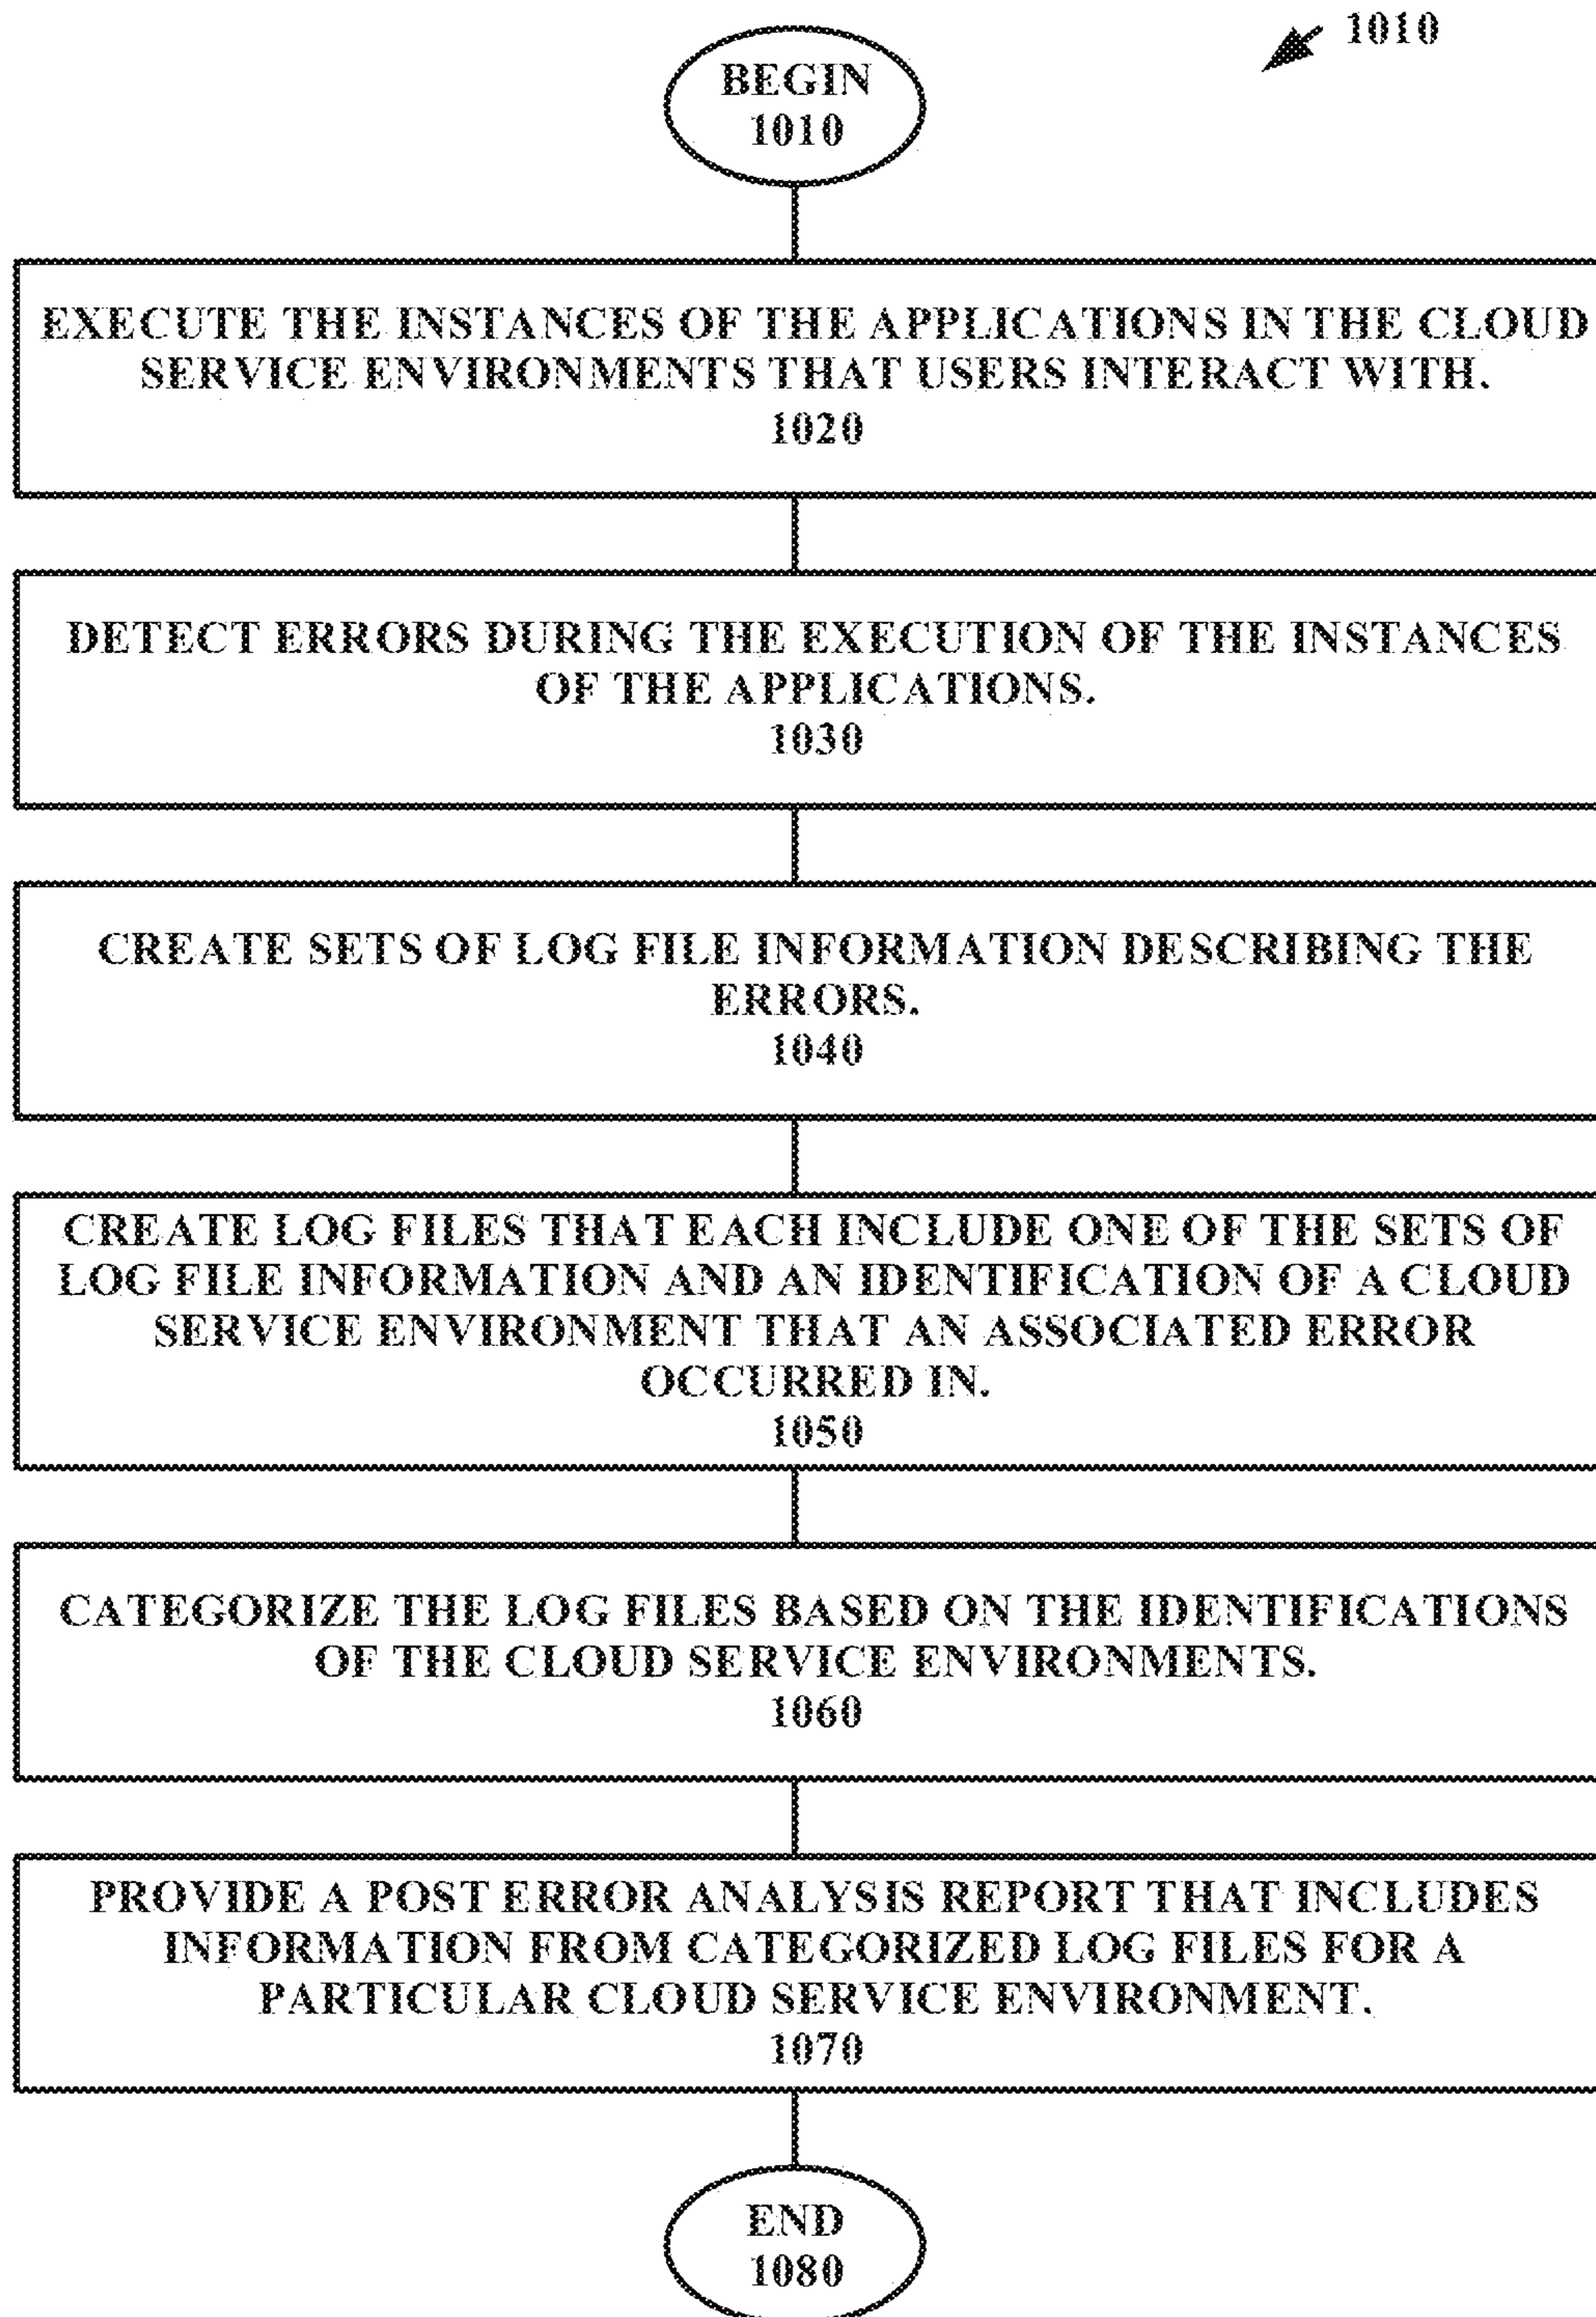 1010
BEGIN
1010
EXECUTE THE INSTANCES OF THE APPLICATIONS IN THE CLOUD
SERVICE ENVIRONMENTS THAT USERS INTERACT WITH.
1020
DETECT ERRORS DURING THE EXECUTION OF THE INSTANCES
OF THE APPLICATIONS.
1030
CREATE SETS OF LOG FILE INFORMATION DESCRIBING THE
ERRORS.
1040
CREATE LOG FILES THAT EACH INCLUDE ONE OF THE SETS OF
LOG FILE INFORMATION AND AN IDENTIFICATION OF A CLOUD
SERVICE ENVIRONMENT THAT AN ASSOCIATED ERROR
OCCURRED IN.
1050
CATEGORIZE THE LOG FILES BASED ON THE IDENTIFICATIONS
OF THE CLOUD SERVICE ENVIRONMENTS.
1060
PROVIDE A POST ERROR ANALYSIS REPORT THAT INCLUDES
INFORMATION FROM CATEGORIZED LOG FILES FOR A
PARTICULAR CLOUD SERVICE ENVIRONMENT.
1070
END
1080